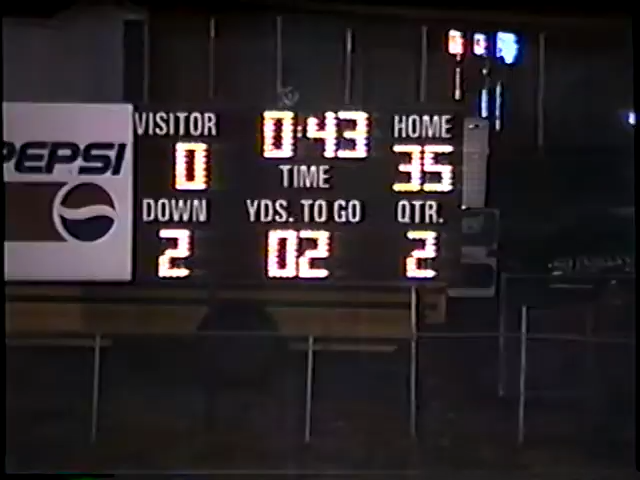 PEPSI
VISITOR 0:43 HOME
0 TIME 35
DOWN YDS. TO GO QTR.
2 02 2